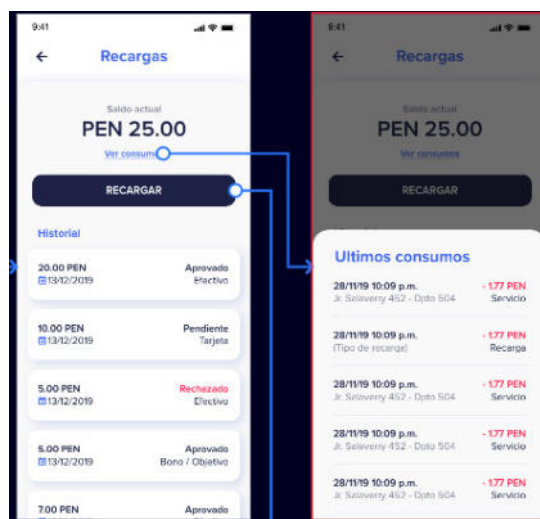 9:41
Recargas
Saldo actual
PEN 25.00
Ver consumos
RECARGAR
Historial
20.00 PEN Aprovado
13/12/2019 Efectivo
10.00 PEN Pendiente
13/12/2019 Tarjeta
5.00 PEN Rechazado
13/12/2019 Efectivo
5.00 PEN Aprovado
13/12/2019 Bono / Objetivo
7.00 PEN Aprovado
9:41
Recargas
Saldo actual
PEN 25.00
Ver consumos
RECARGAR
Ultimos consumos
28/11/19 10:09 p.m. - 1.77 PEN
Jr. Salaverry 452 - Dpto 504 Servicio
28/11/19 10:09 p.m. - 1.77 PEN
(Tipo de recarga) Recarga
28/11/19 10:09 p.m. - 1.77 PEN
Jr. Salaverry 452 - Dpto 504 Servicio
28/11/19 10:09 p.m. - 1.77 PEN
Jr. Salaverry 452 - Dpto 504 Servicio
28/11/19 10:09 p.m. - 1.77 PEN
Jr. Salaverry 452 - Dpto 504 Servicio